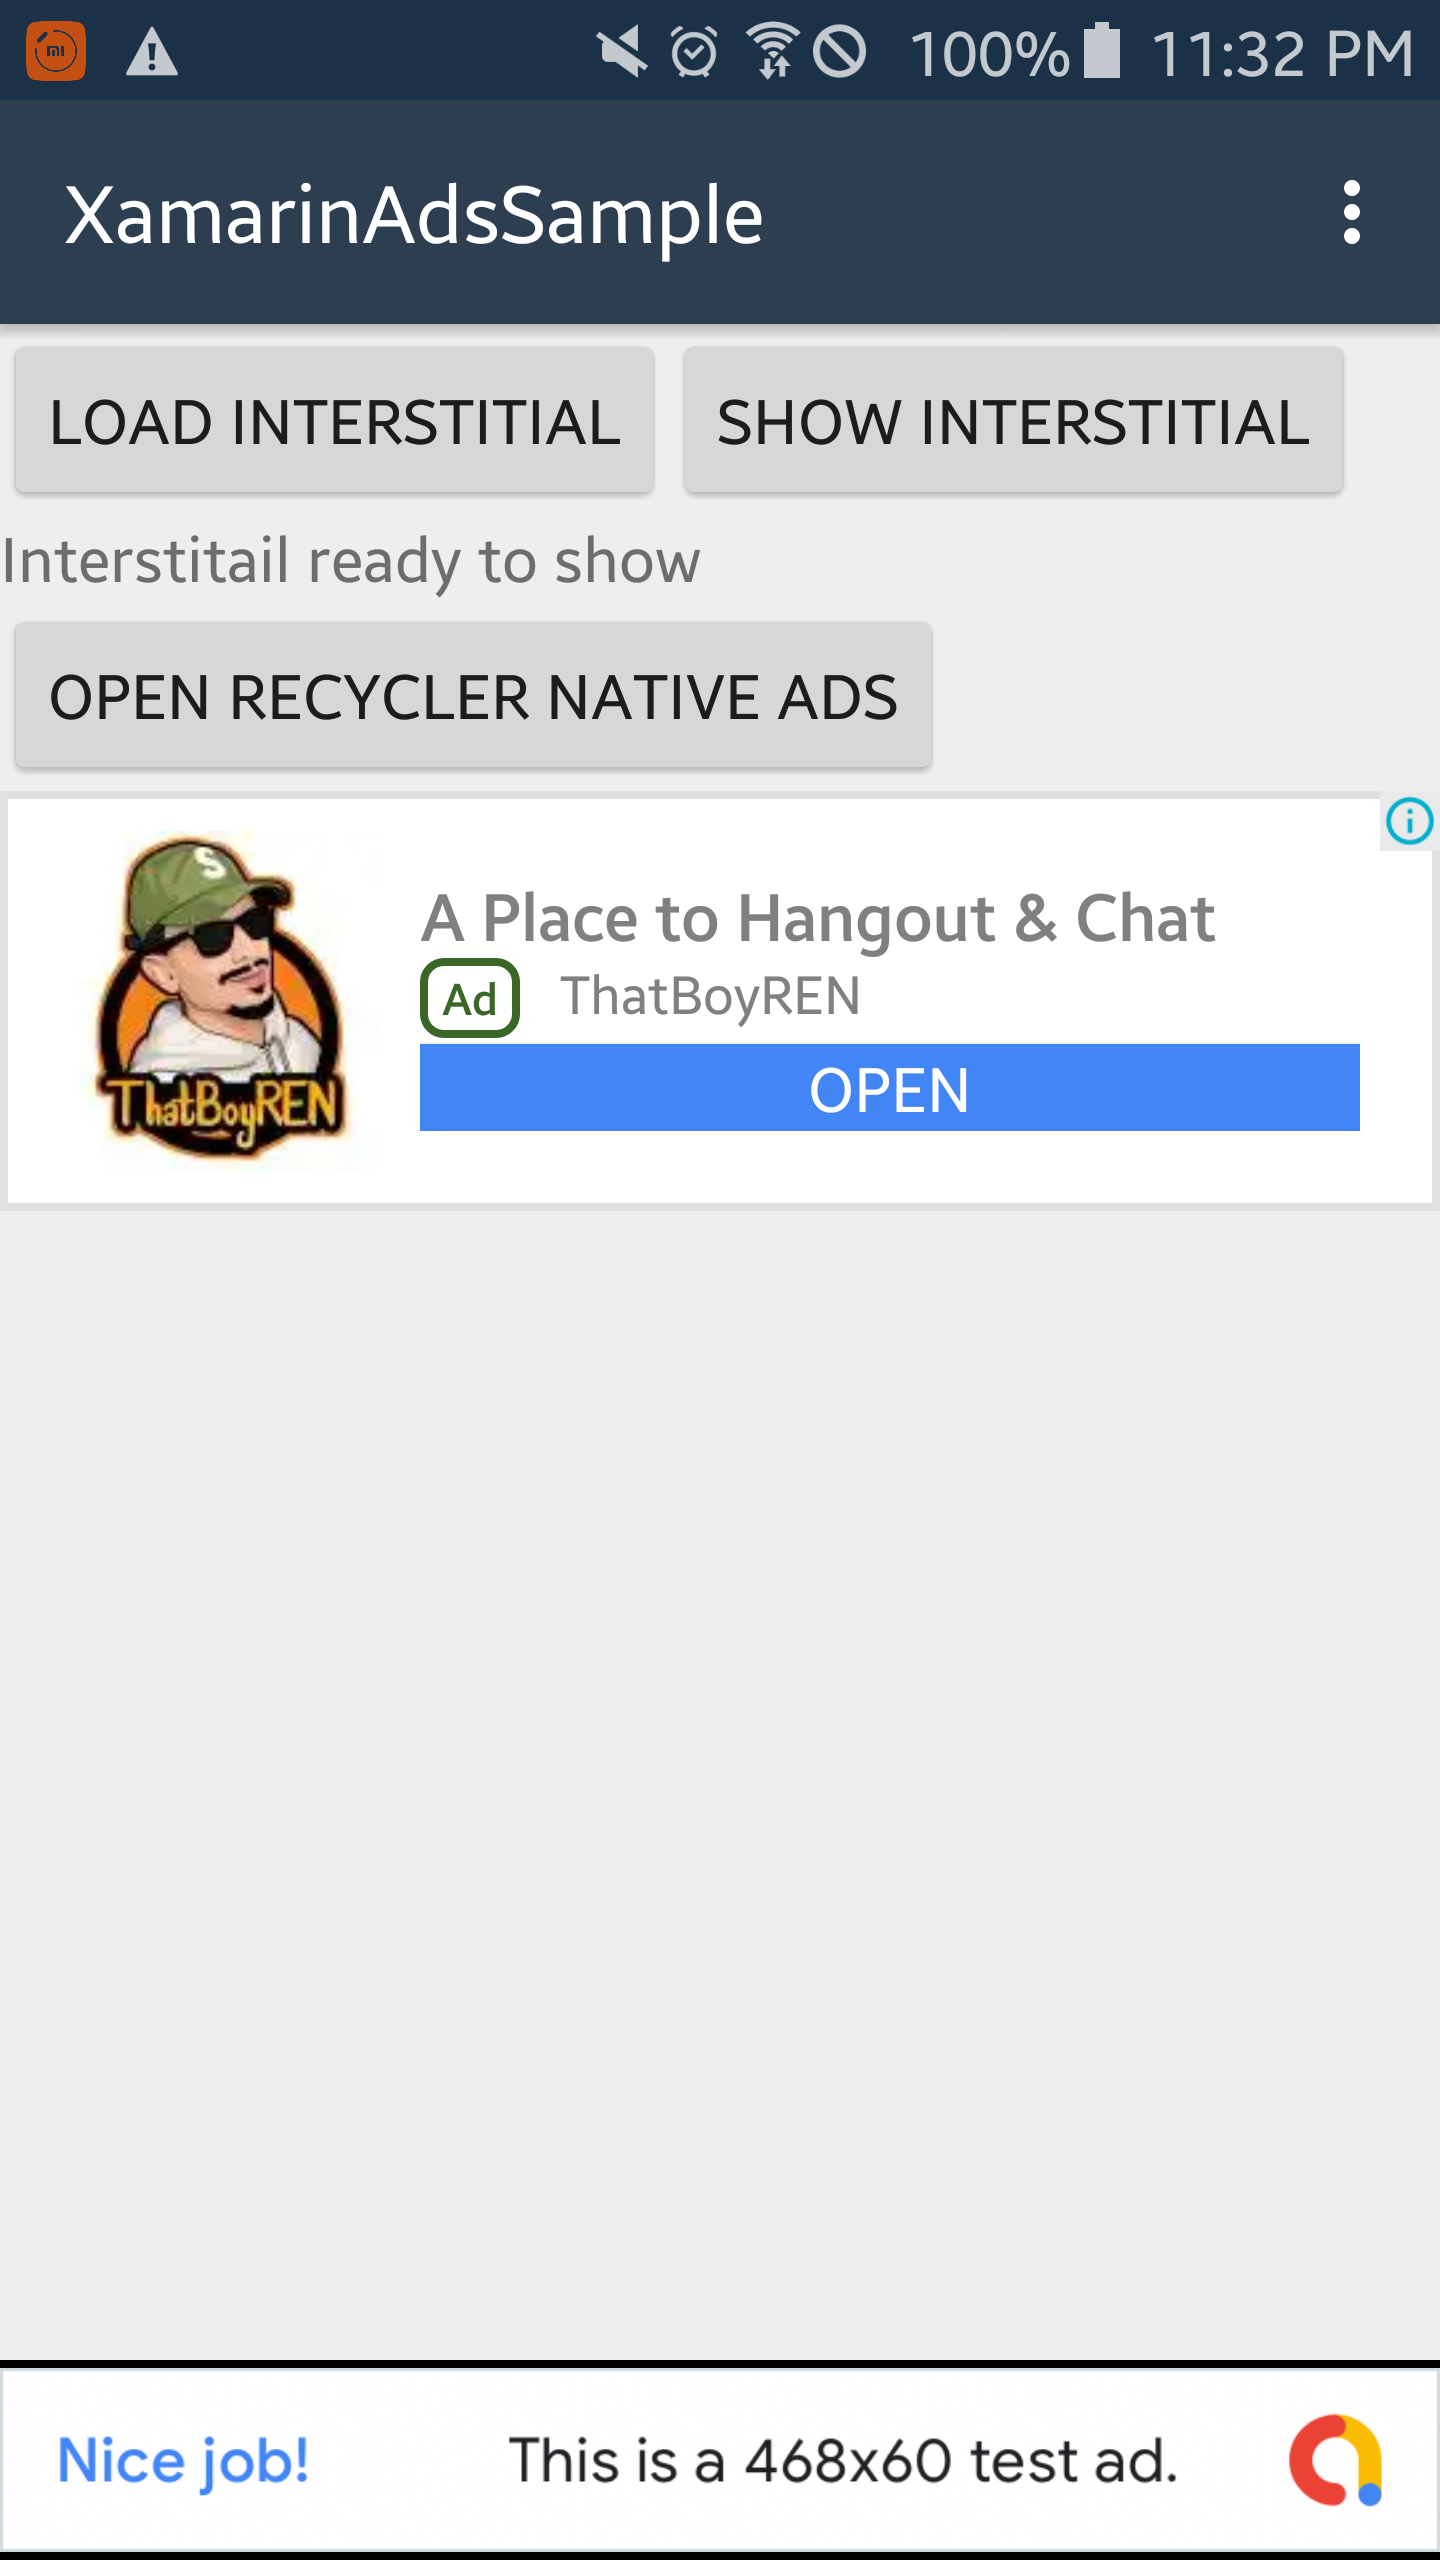 mi
100% 11:32 PM
XamarinAdsSample
LOAD INTERSTITIAL SHOW INTERSTITIAL
Interstitail ready to show
OPEN RECYCLER NATIVE ADS
ThatBoyREN
A Place to Hangout & Chat
Ad ThatBoyREN
OPEN
Nice job! This is a 468x60 test ad.